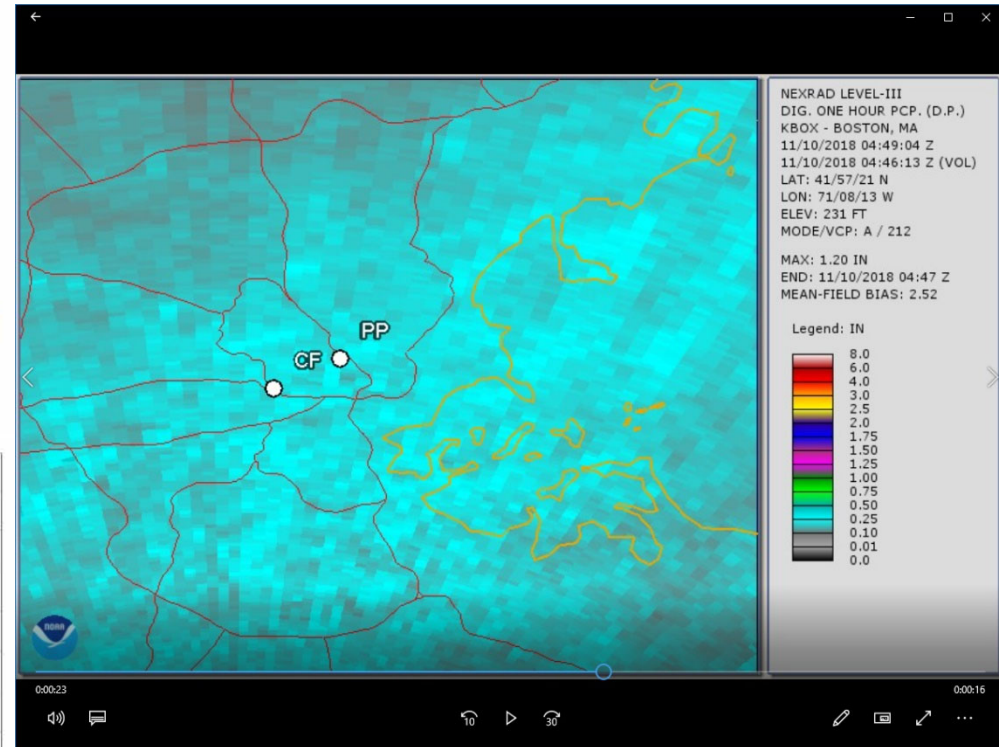 NEXRAD LEVEL-III
DIG. ONE HOUR PCP. (D.P.)
KBOX - BOSTON, MA
11/10/2018 04:49:04 Z
11/10/2018 04:46:13 Z (VOL)
LAT: 41/57/21 N
LON: 71/08/13 W
ELEV: 231 FT
MODE/VCP: A / 212
MAX: 1.20 IN
END: 11/10/2018 04:47 Z
MEAN-FIELD BIAS: 2.52
Legend: IN
8.0
6.0
4.0
3.0
2.5
2.0
1.75
1.50
1.25
1.00
0.75
0.50
0.25
0.10
0.01
0.0
PP
CF
NOAA
0:00:23
0:00:16
10
30